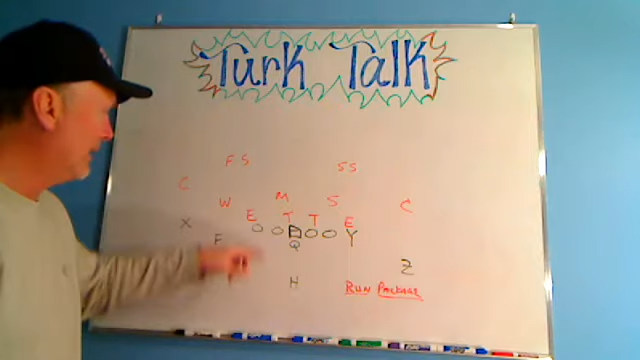 Turk Talk
FS SS
C
W M S C
E T T E
X F Q Y
H Z
RUN PACKAGE